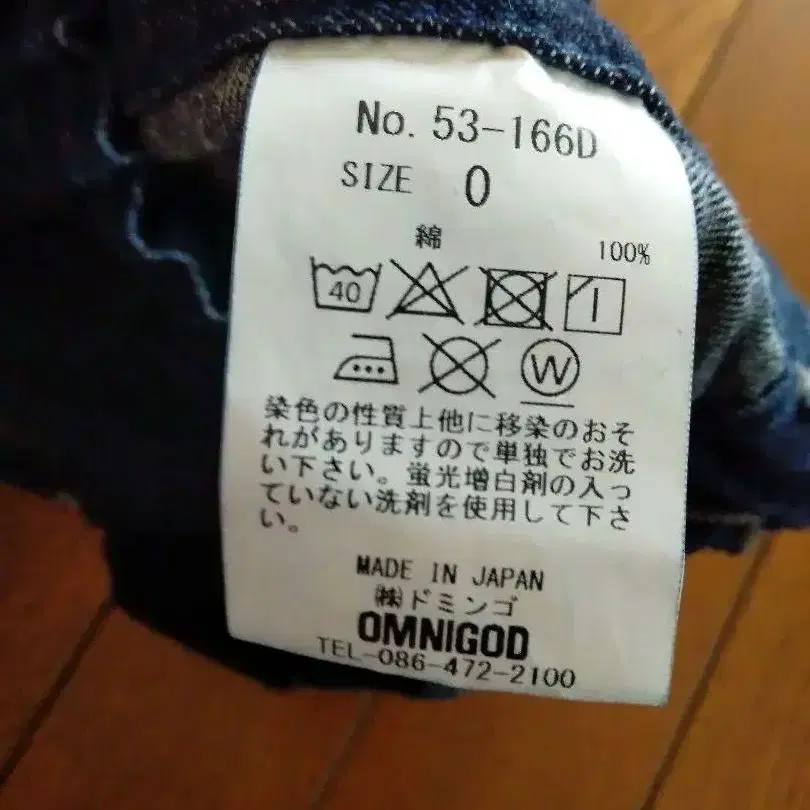 No. 53-166D
SIZE 0
綿 100%
40
W
染色の性質上他に移染のおそ
れがありますので単独でお洗
い下さい。蛍光増白剤の入っ
ていない洗剤を使用して下さ
い。
MADE IN JAPAN
㈱ドミンゴ
OMNIGOD
TEL-086-472-2100